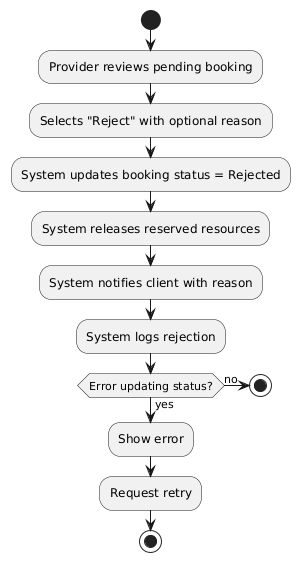 Provider reviews pending booking
Selects "Reject" with optional reason
System updates booking status = Rejected
System releases reserved resources
System notifies client with reason
System logs rejection
Error updating status?
no
yes
Show error
Request retry